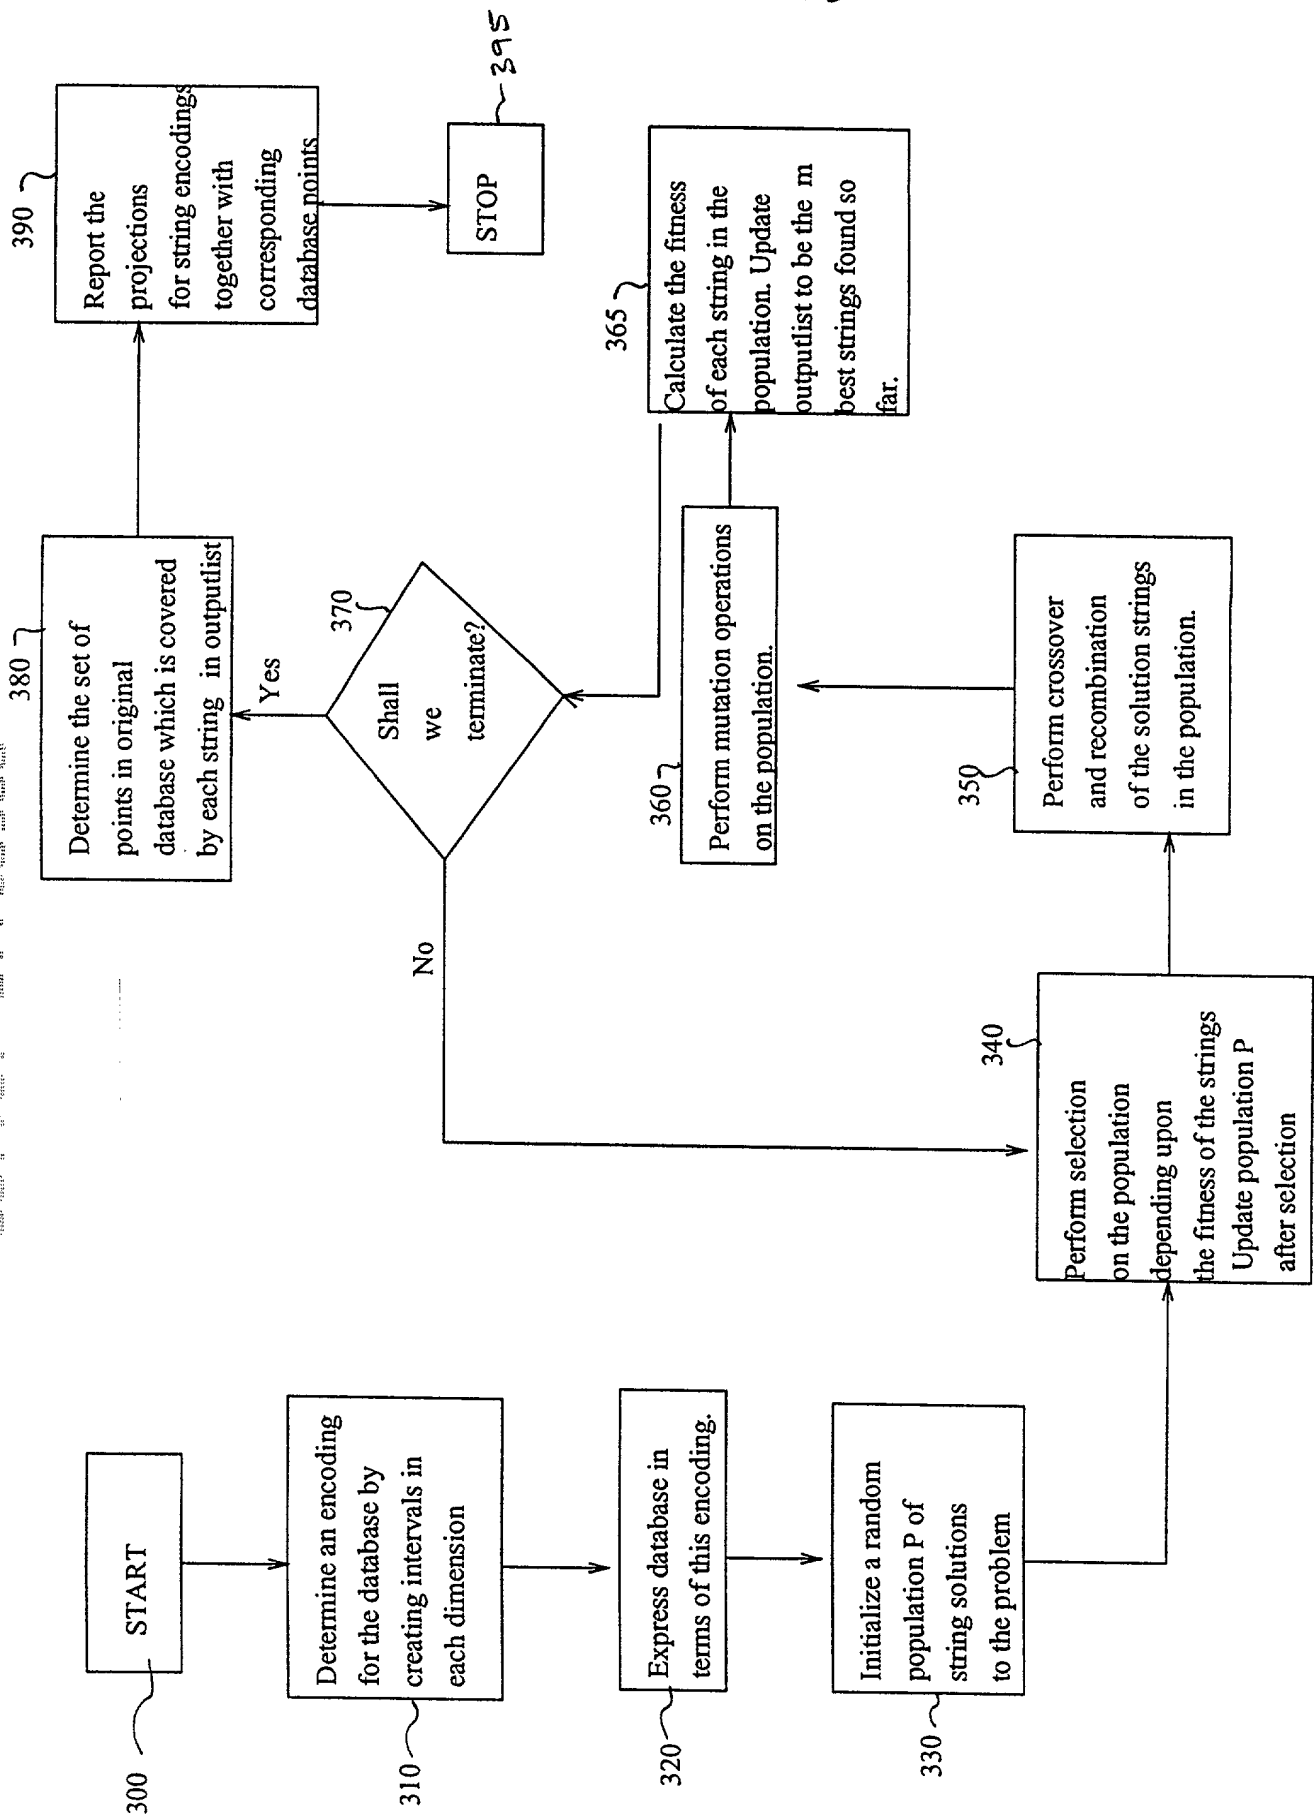 300
START
310
Determine an encoding
for the database by
creating intervals in
each dimension
320
Express database in
terms of this encoding.
330
Initialize a random
population P of
string solutions
to the problem
340
Perform selection
on the population
depending upon
the fitness of the strings
Update population P
after selection
350
Perform crossover
and recombination
of the solution strings
in the population.
360
Perform mutation operations
on the population.
365
Calculate the fitness
of each string in the
population. Update
outputlist to be the m
best strings found so
far.
370
Shall
we
terminate?
No
Yes
380
Determine the set of
points in original
database which is covered
by each string in outputlist
390
Report the
projections
for string encodings
together with
corresponding
database points
STOP
395